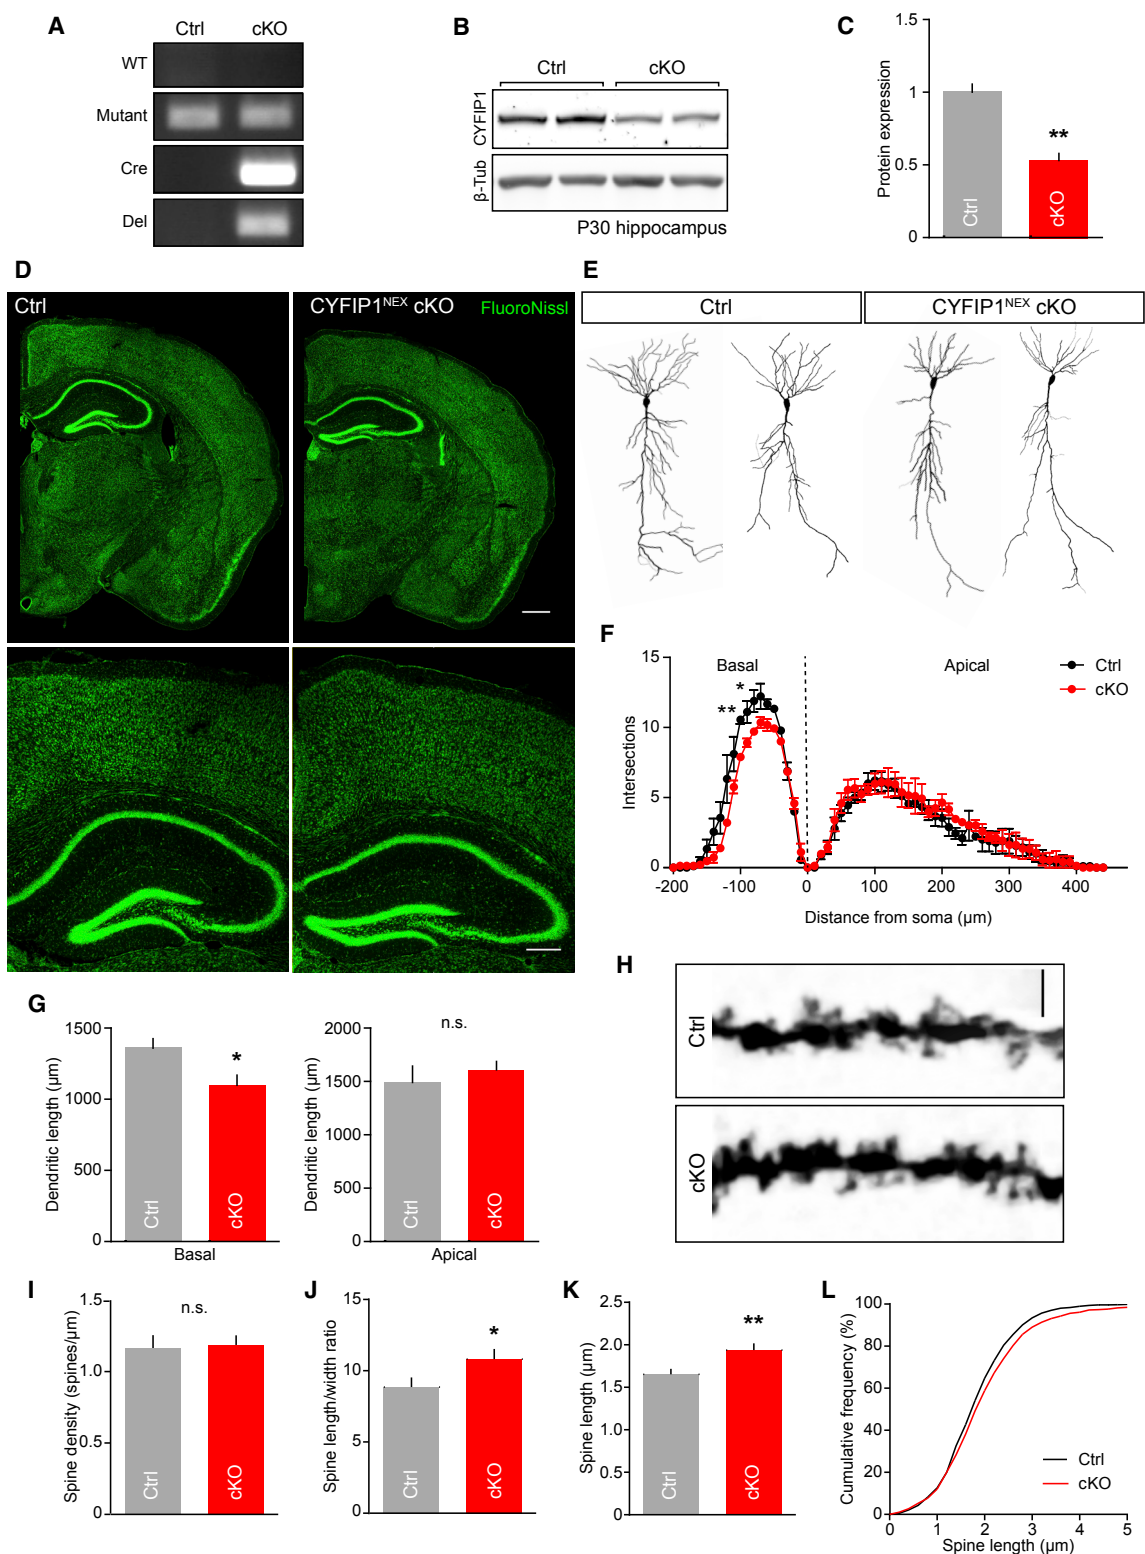 A
Ctrl cKO
WT
Mutant
Cre
Del
B
Ctrl cKO
CYFIP1
β-Tub
P30 hippocampus
C
Protein expression
1.5
1
0.5
0
**
Ctrl
cKO
D
Ctrl
CYFIP1NEX cKO
FluoroNissl
E
Ctrl
CYFIP1NEX cKO
F
Intersections
15
10
5
0
Basal
Apical
*
**
Ctrl
cKO
-200 -100 0 100 200 300 400
Distance from soma (µm)
G
Dendritic length (µm)
1500
1000
500
0
*
Ctrl
cKO
Basal
Dendritic length (µm)
2000
1500
1000
500
0
n.s.
Ctrl
cKO
Apical
H
Ctrl
cKO
I
Spine density (spines/µm)
1.5
1.0
0.5
0
n.s.
Ctrl
cKO
J
Spine length/width ratio
15
10
5
0
*
Ctrl
cKO
K
Spine length (µm)
2.5
2.0
1.5
1.0
0.5
0
**
Ctrl
cKO
L
Cumulative frequency (%)
100
80
60
40
20
0
Ctrl
cKO
0 1 2 3 4 5
Spine length (µm)